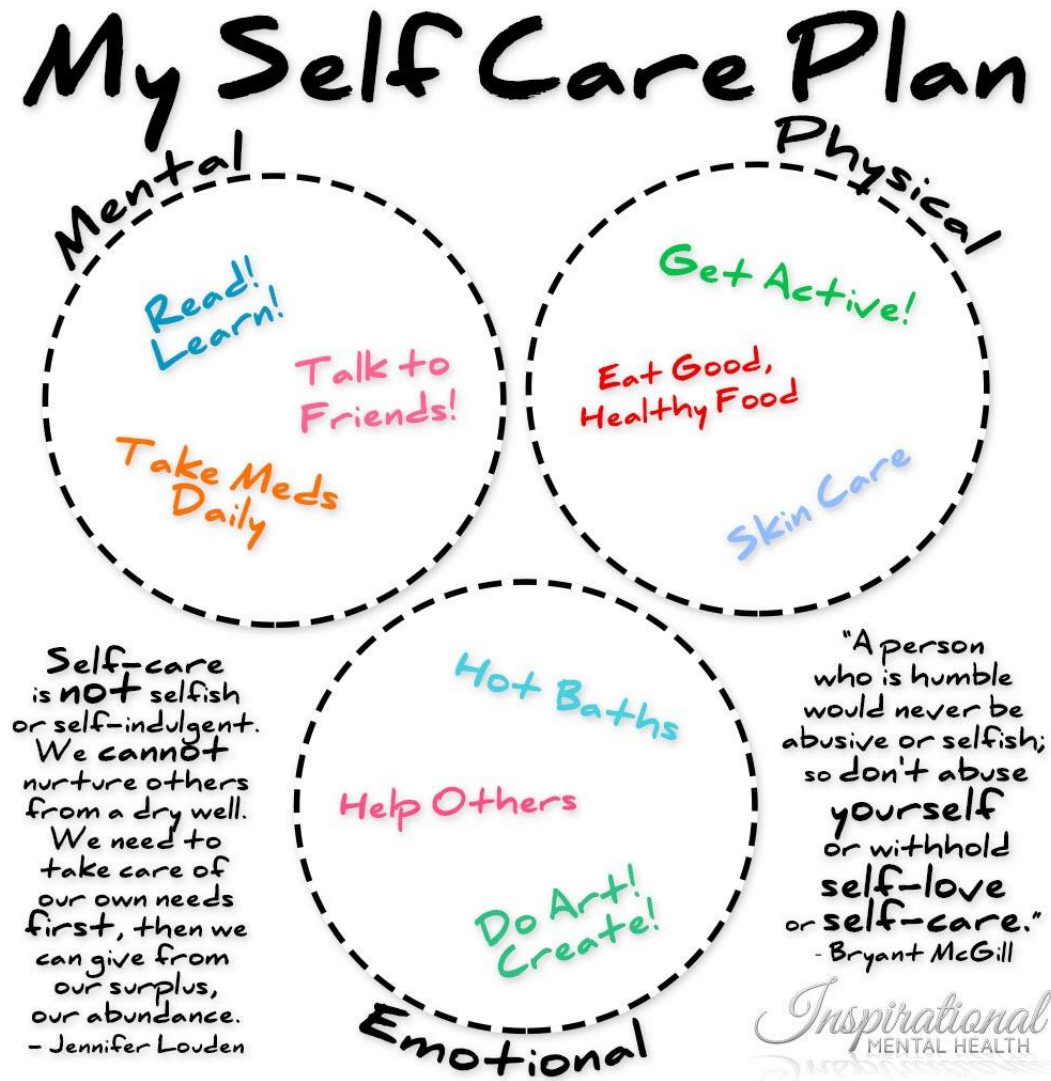 My Self Care Plan
Mental
Read!
Learn!
Talk to
Friends!
Take Meds
Daily
Physical
Get Active!
Eat Good,
Healthy Food
Skin Care
Hot Baths
Help Others
Do Art!
Create!
Emotional
Self-care
is not selfish
or self-indulgent.
We cannot
nurture others
from a dry well.
We need to
take care of
our own needs
first, then we
can give from
our surplus,
our abundance.
- Jennifer Louden
"A person
who is humble
would never be
abusive or selfish;
so don't abuse
yourself
or withhold
self-love
or self-care."
- Bryant McGill
Inspirational
MENTAL HEALTH